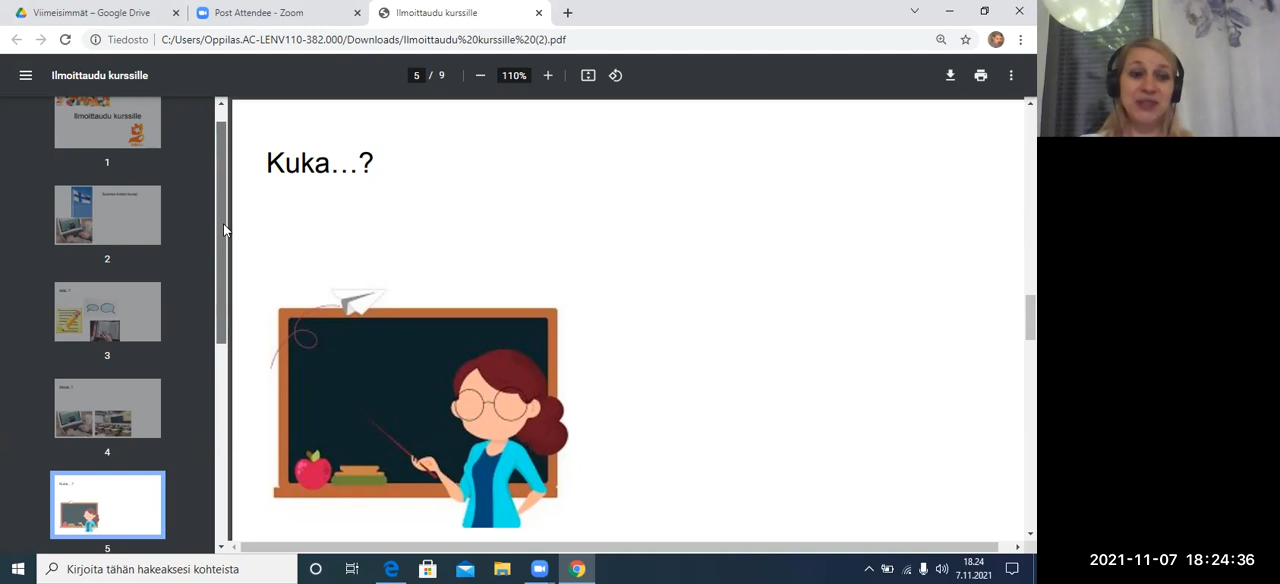 Viimeisimmät – Google Drive
Post Attendee - Zoom
Ilmoittaudu kurssille
Tiedosto
C:/Users/Oppilas.AC-LENV110-382.000/Downloads/Ilmoittaudu%20kurssille%20(2).pdf
Ilmoittaudu kurssille
5 / 9
110%
Ilmoittaudu kurssille
1
2
3
4
Kuka…?
5
Kuka…?
Kirjoita tähän hakeaksesi kohteista
18.24
7.11.2021
2021-11-07 18:24:36